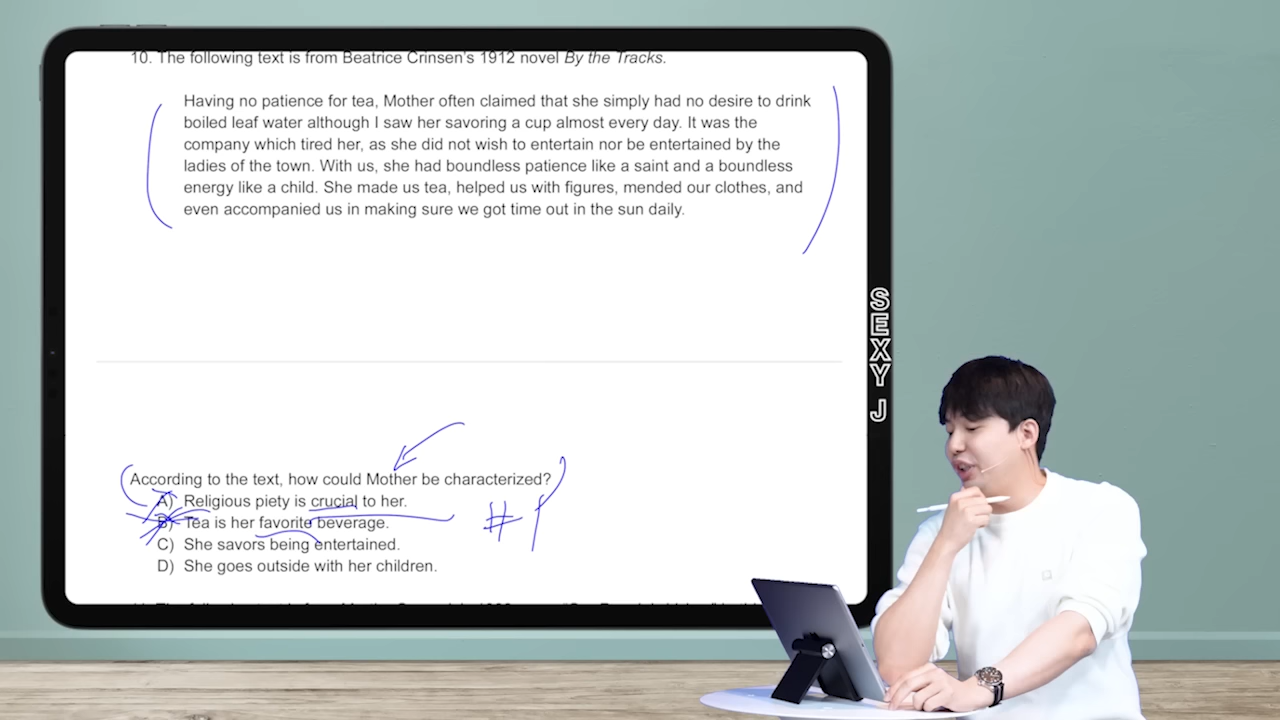 10. The following text is from Beatrice Crinsen's 1912 novel By the Tracks.
Having no patience for tea, Mother often claimed that she simply had no desire to drink
boiled leaf water although I saw her savoring a cup almost every day. It was the
company which tired her, as she did not wish to entertain nor be entertained by the
ladies of the town. With us, she had boundless patience like a saint and a boundless
energy like a child. She made us tea, helped us with figures, mended our clothes, and
even accompanied us in making sure we got time out in the sun daily.
According to the text, how could Mother be characterized?
A) Religious piety is crucial to her.
B) Tea is her favorite beverage.
#1
C) She savors being entertained.
D) She goes outside with her children.
SEXY J